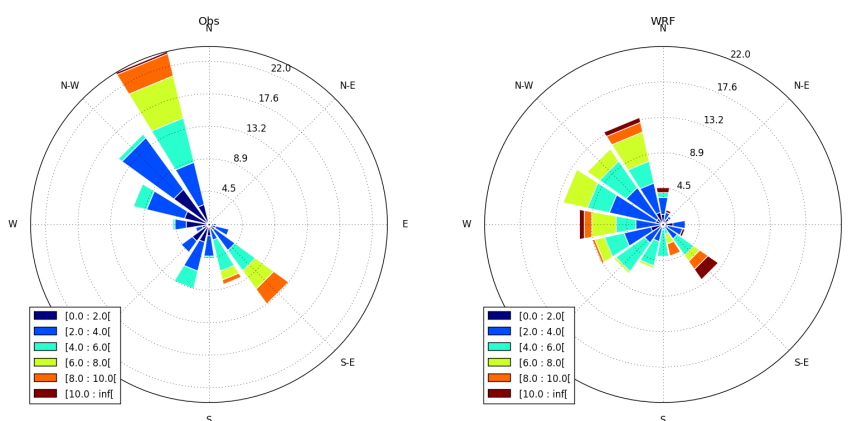 Obs
N
N-W
N-E
22.0
17.6
13.2
8.9
4.5
W
E
S-E
S
[0.0 : 2.0[
[2.0 : 4.0[
[4.0 : 6.0[
[6.0 : 8.0[
[8.0 : 10.0[
[10.0 : inf[
WRF
N
N-W
N-E
22.0
17.6
13.2
8.9
4.5
W
E
S-E
S
[0.0 : 2.0[
[2.0 : 4.0[
[4.0 : 6.0[
[6.0 : 8.0[
[8.0 : 10.0[
[10.0 : inf[